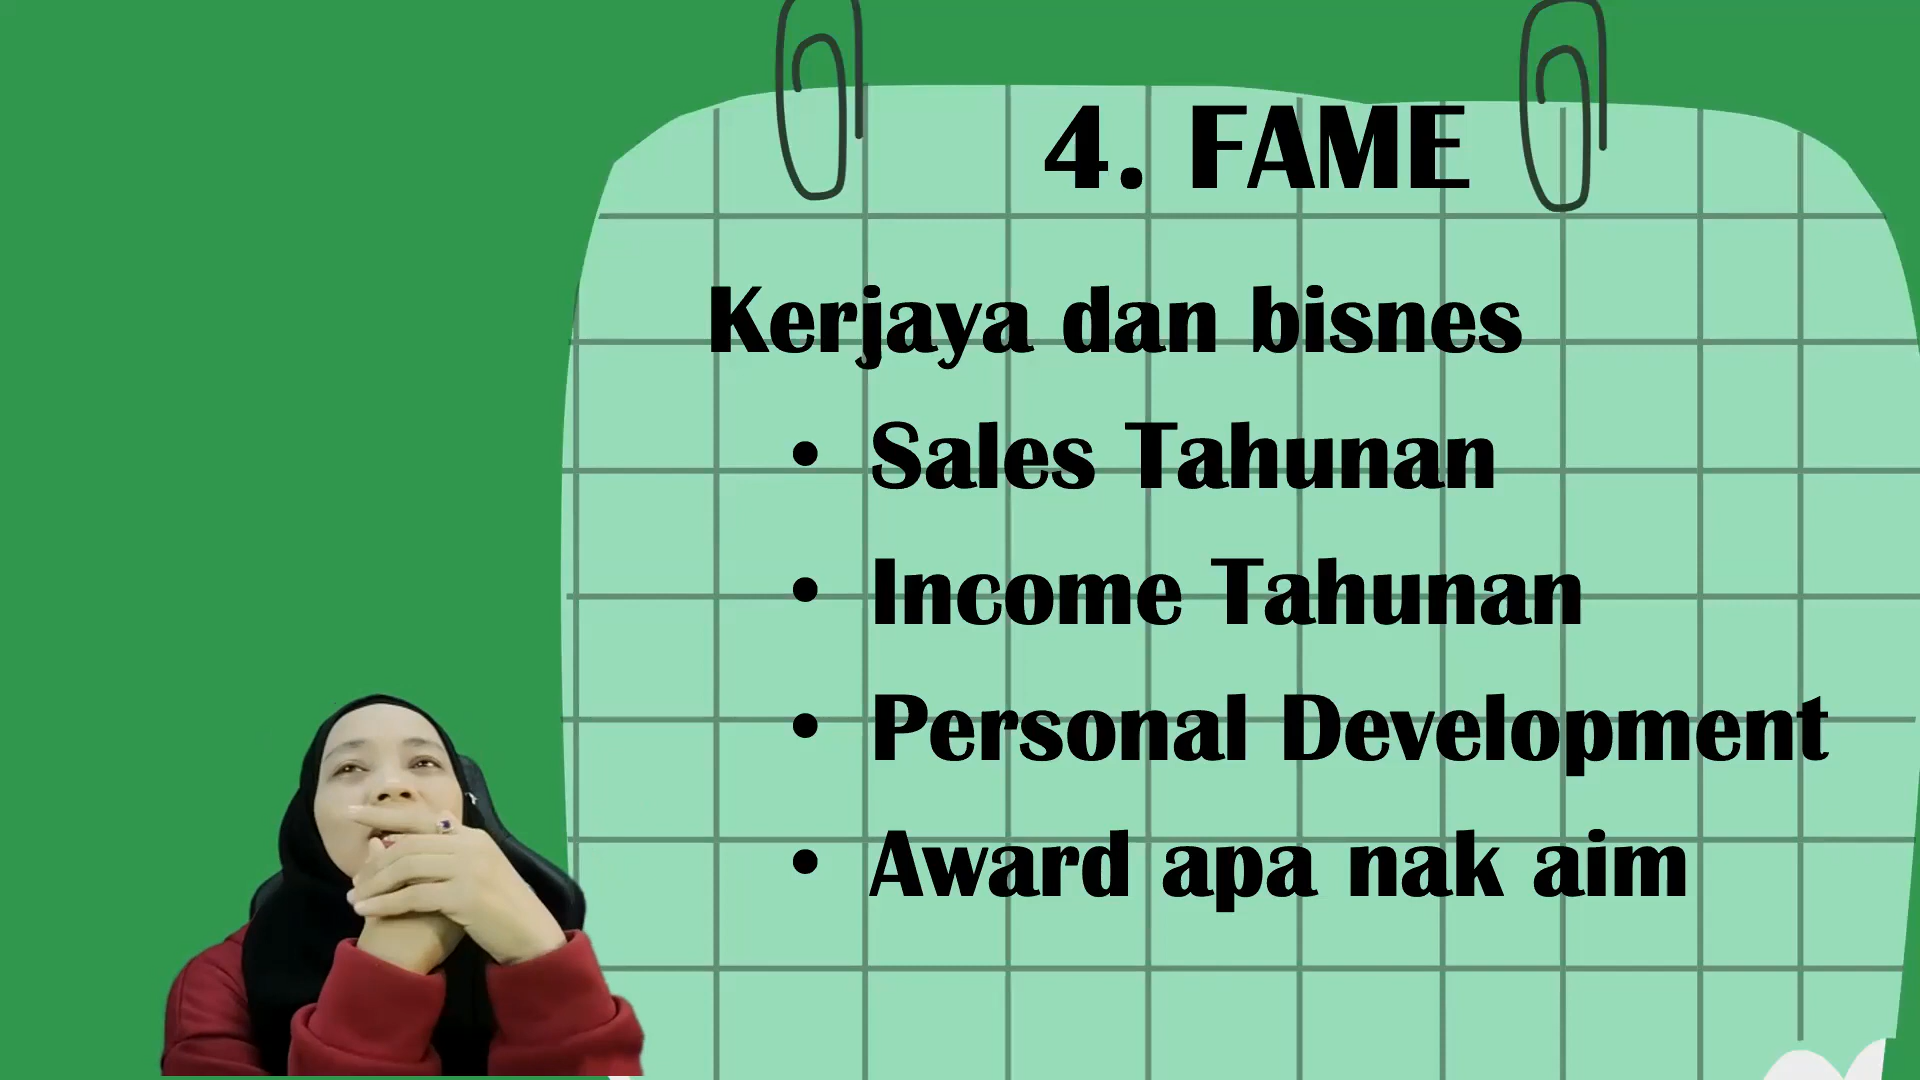 4. FAME
Kerjaya dan bisnes
• Sales Tahunan
• Income Tahunan
• Personal Development
• Award apa nak aim